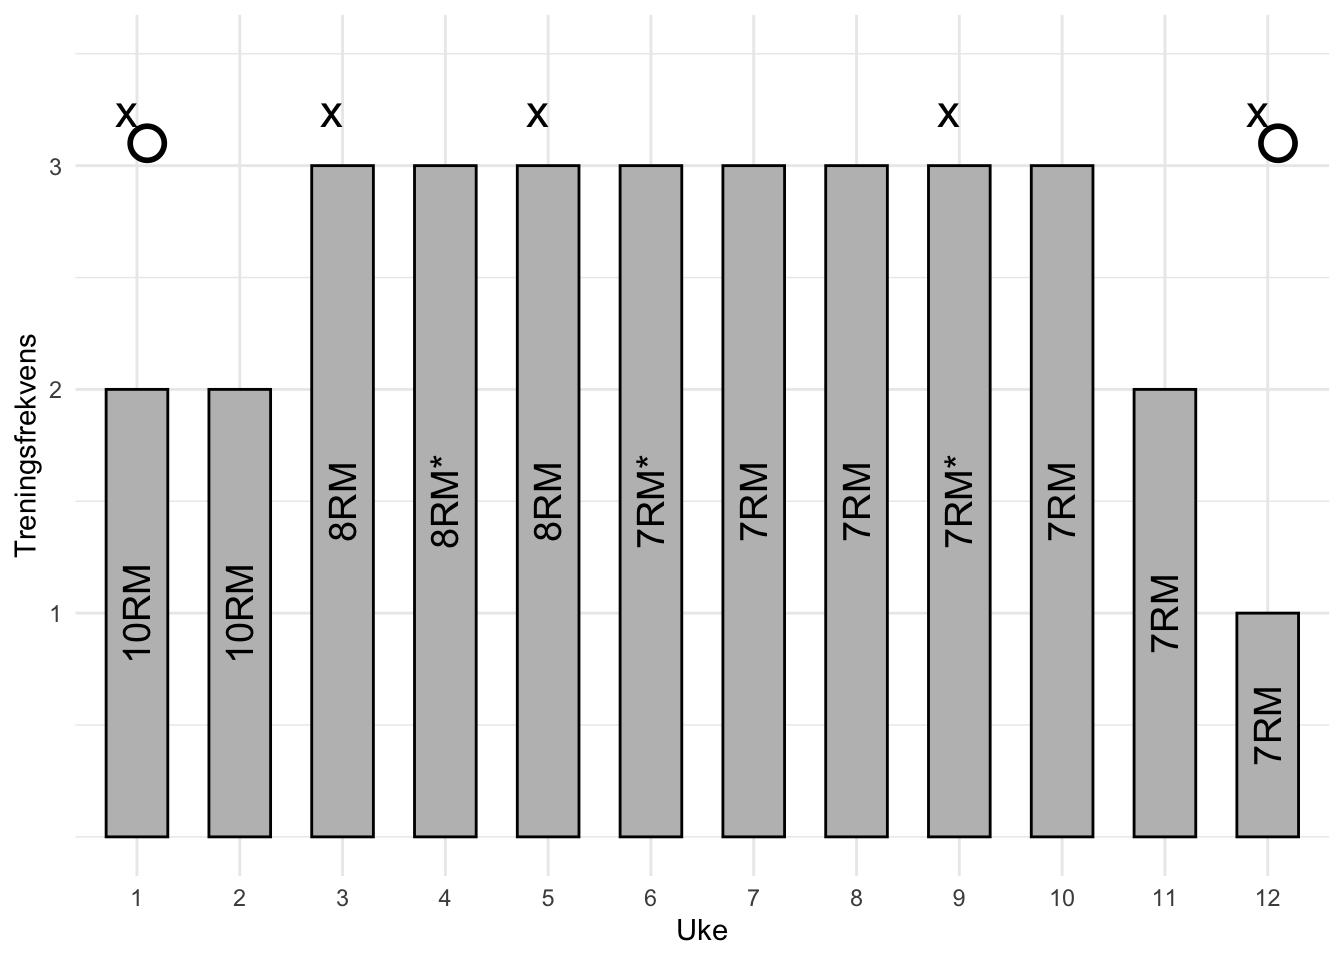 x x x x x
3
2
1
Treningsfrekvens
10RM 10RM 8RM 8RM* 8RM 7RM* 7RM 7RM 7RM* 7RM 7RM 7RM
1 2 3 4 5 6 7 8 9 10 11 12
Uke